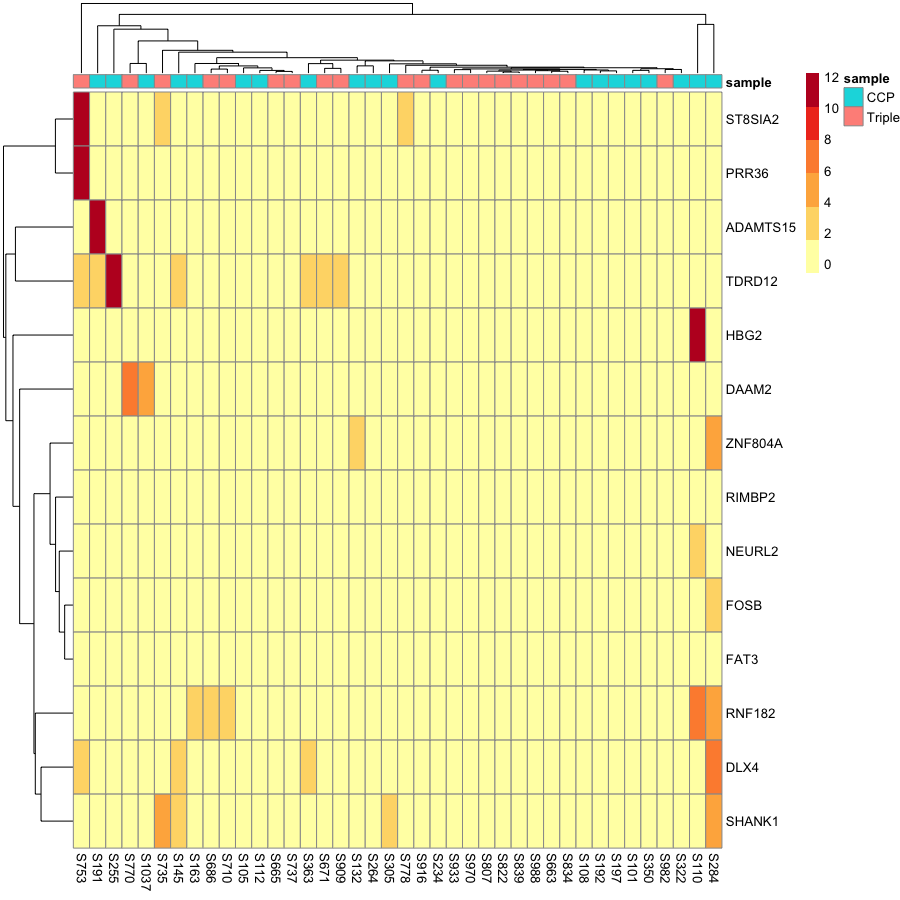 sample
ST8SIA2
PRR36
ADAMTS15
TDRD12
HBG2
DAAM2
ZNF804A
RIMBP2
NEURL2
FOSB
FAT3
RNF182
DLX4
SHANK1
S753
S191
S255
S770
S1037
S735
S145
S163
S686
S710
S105
S112
S665
S737
S363
S671
S909
S132
S264
S305
S778
S916
S234
S933
S970
S807
S822
S839
S988
S663
S834
S108
S192
S197
S101
S350
S982
S322
S110
S284
12
10
8
6
4
2
0
sample
CCP
Triple